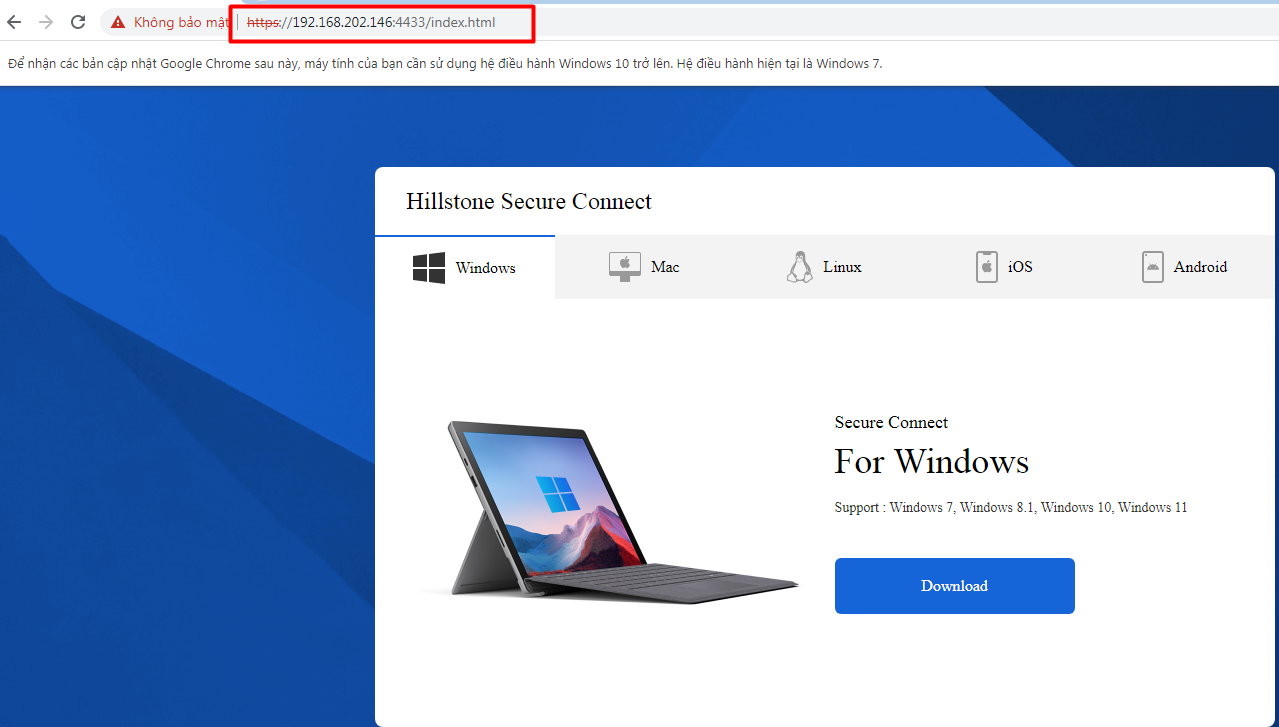 Không bảo mật https://192.168.202.146:4433/index.html
Để nhận các bản cập nhật Google Chrome sau này, máy tính của bạn cần sử dụng hệ điều hành Windows 10 trở lên. Hệ điều hành hiện tại là Windows 7.
Hillstone Secure Connect
Windows Mac Linux iOS Android
Secure Connect
For Windows
Support : Windows 7, Windows 8.1, Windows 10, Windows 11
Download